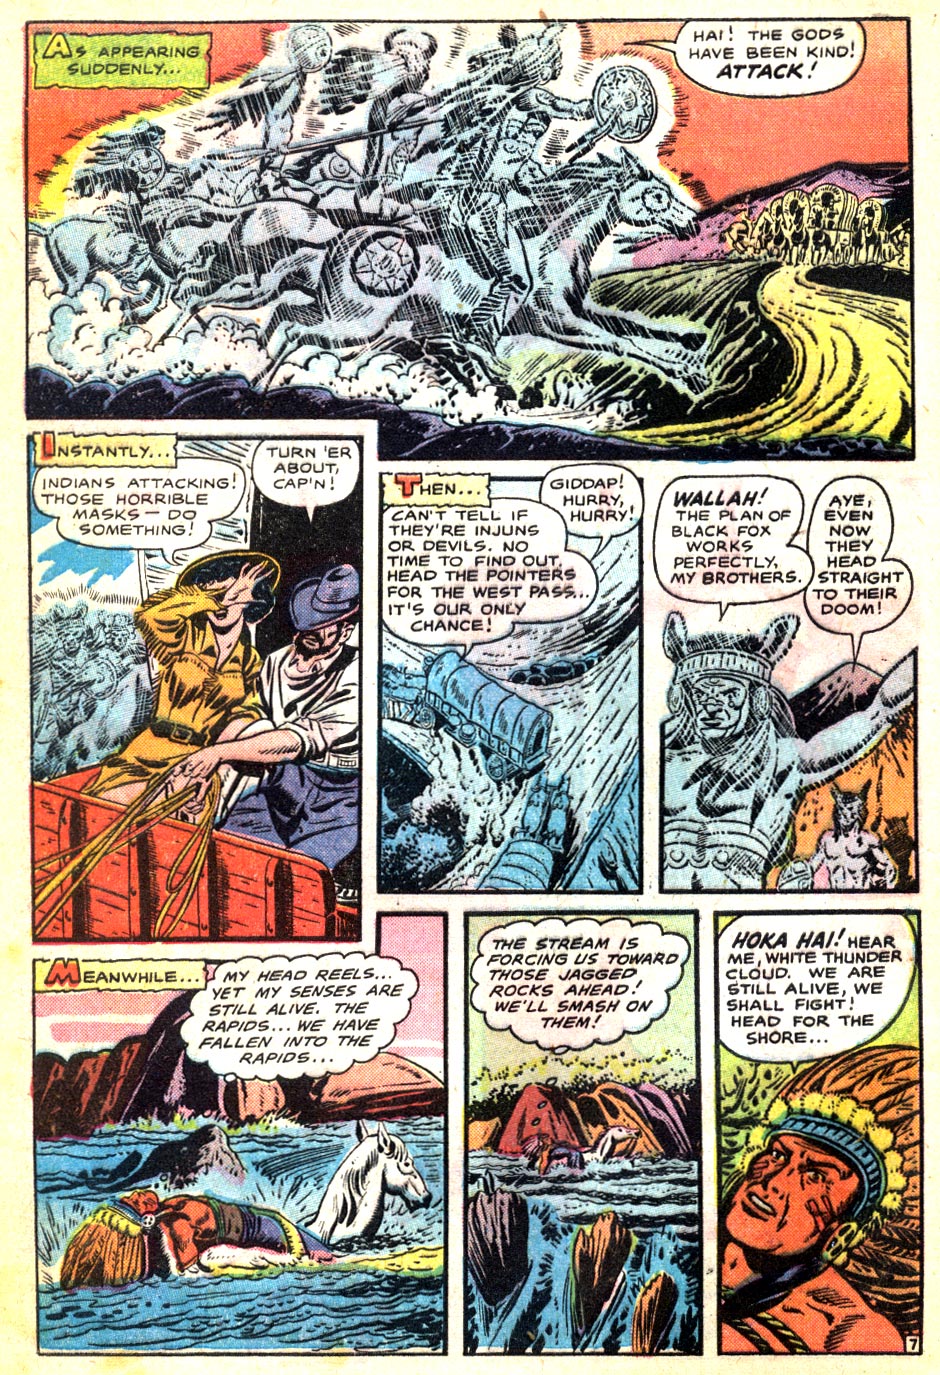 AS APPEARING
SUDDENLY...
HAI! THE GODS
HAVE BEEN KIND!
ATTACK!
INSTANTLY...
INDIANS ATTACKING!
THOSE HORRIBLE
MASKS— DO
SOMETHING!
TURN 'ER
ABOUT,
CAP'N!
THEN...
CAN'T TELL IF
THEY'RE INJUNS
OR DEVILS. NO
TIME TO FIND OUT,
HEAD THE POINTERS
FOR THE WEST PASS...
IT'S OUR ONLY
CHANCE!
GIDDAP!
HURRY,
HURRY!
WALLAH!
THE PLAN OF
BLACK FOX
WORKS
PERFECTLY,
MY BROTHERS.
AYE,
EVEN
NOW
THEY
HEAD
STRAIGHT
TO THEIR
DOOM!
MEANWHILE...
MY HEAD REELS...
YET MY SENSES ARE
STILL ALIVE. THE
RAPIDS... WE HAVE
FALLEN INTO THE
RAPIDS...
THE STREAM IS
FORCING US TOWARD
THOSE JAGGED
ROCKS AHEAD!
WE'LL SMASH ON
THEM!
HOKA HAI! HEAR
ME, WHITE THUNDER
CLOUD. WE ARE
STILL ALIVE, WE
SHALL FIGHT!
HEAD FOR THE
SHORE...
7